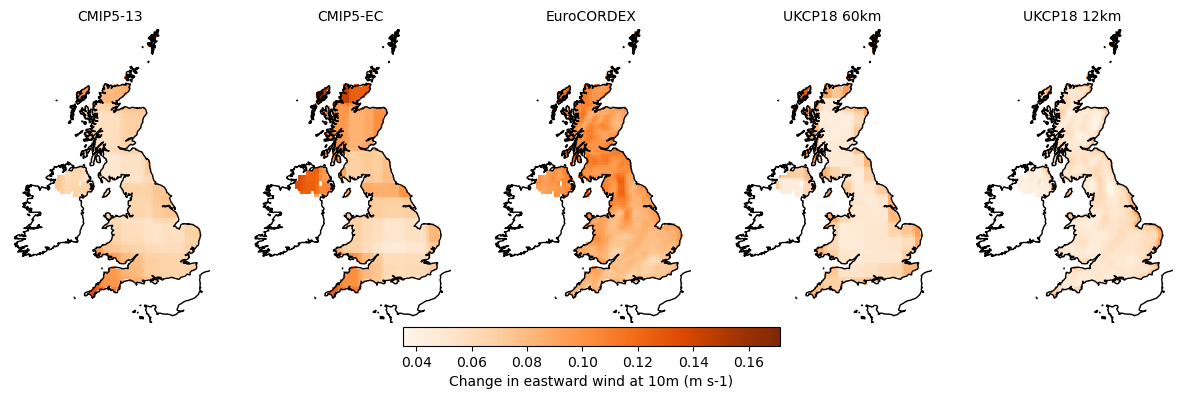 CMIP5-13
CMIP5-EC
EuroCORDEX
UKCP18 60km
UKCP18 12km
0.04 0.06 0.08 0.10 0.12 0.14 0.16
Change in eastward wind at 10m (m s-1)